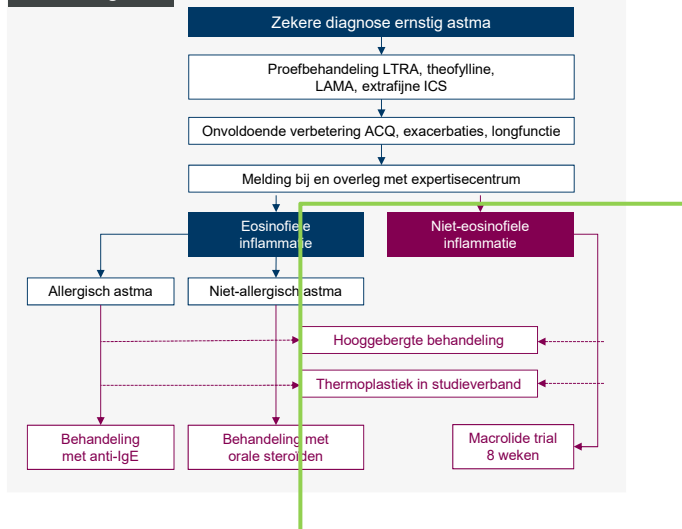 Zekere diagnose ernstig astma
Proefbehandeling LTRA, theofylline,
LAMA, extrafijne ICS
Onvoldoende verbetering ACQ, exacerbaties, longfunctie
Melding bij en overleg met expertisecentrum
Eosinofiele
inflammatie
Niet-eosinofiele
inflammatie
Allergisch astma
Niet-allergisch astma
Hooggebergte behandeling
Thermoplastiek in studieverband
Behandeling
met anti-IgE
Behandeling met
orale steroïden
Macrolide trial
8 weken